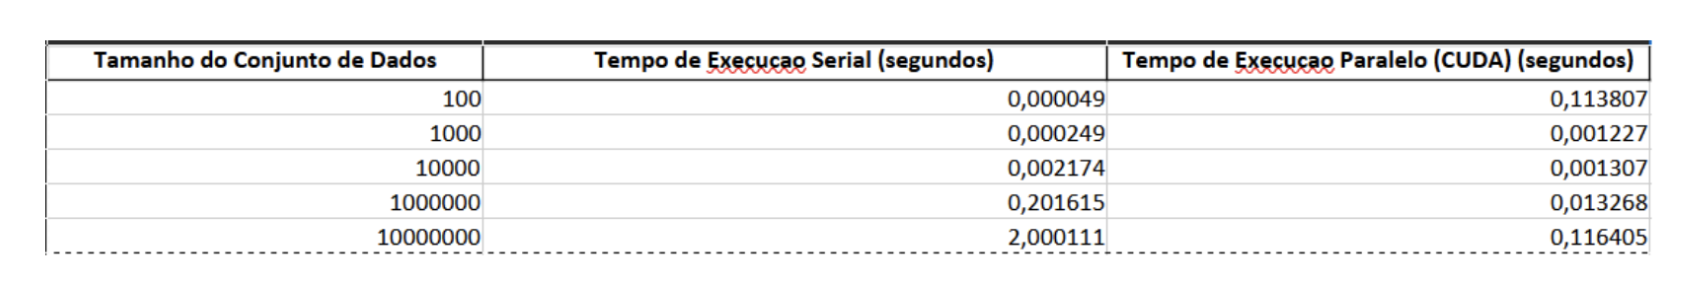 Tamanho do Conjunto de Dados Tempo de Execucao Serial (segundos) Tempo de Execucao Paralelo (CUDA) (segundos)
100 0,000049 0,113807
1000 0,000249 0,001227
10000 0,002174 0,001307
1000000 0,201615 0,013268
10000000 2,000111 0,116405